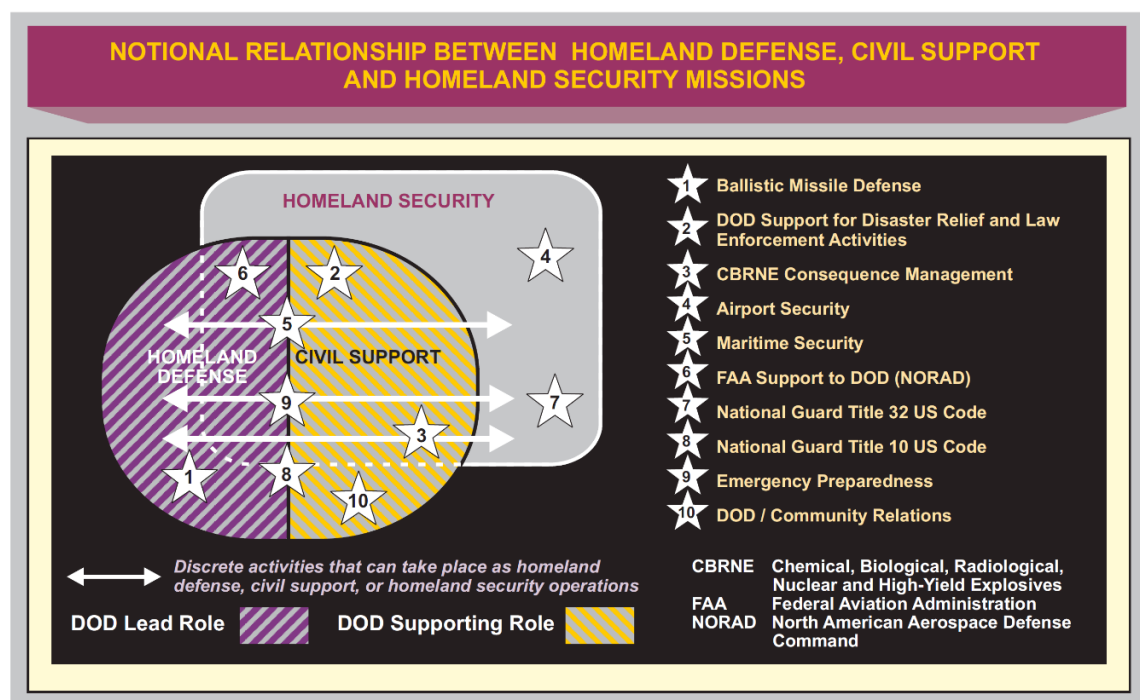 NOTIONAL RELATIONSHIP BETWEEN HOMELAND DEFENSE, CIVIL SUPPORT
AND HOMELAND SECURITY MISSIONS
HOMELAND SECURITY
6
2
4
5
HOMELAND
DEFENSE
CIVIL SUPPORT
9
7
3
1
8
10
1 Ballistic Missile Defense
2 DOD Support for Disaster Relief and Law
Enforcement Activities
3 CBRNE Consequence Management
4 Airport Security
5 Maritime Security
6 FAA Support to DOD (NORAD)
7 National Guard Title 32 US Code
8 National Guard Title 10 US Code
9 Emergency Preparedness
10 DOD / Community Relations
Discrete activities that can take place as homeland
defense, civil support, or homeland security operations
DOD Lead Role
DOD Supporting Role
CBRNE Chemical, Biological, Radiological,
Nuclear and High-Yield Explosives
FAA Federal Aviation Administration
NORAD North American Aerospace Defense
Command